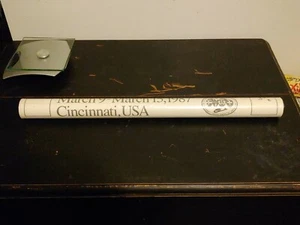 March 9-March 15, 1987
Cincinnati, USA